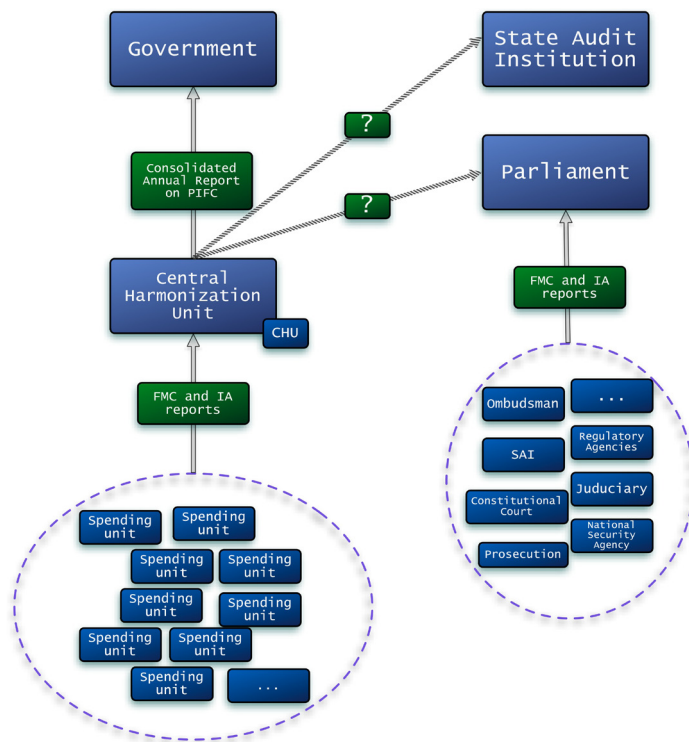 Government
State Audit
Institution
?
Consolidated
Annual Report
on PIFC
?
Parliament
Central
Harmonization
Unit
CHU
FMC and IA
reports
FMC and IA
reports
Ombudsman
...
SAI
Regulatory
Agencies
Constitutional
Court
Juduciary
Prosecution
National
Security
Agency
Spending
unit
Spending
unit
Spending
unit
Spending
unit
Spending
unit
Spending
unit
Spending
unit
Spending
unit
Spending
unit
...